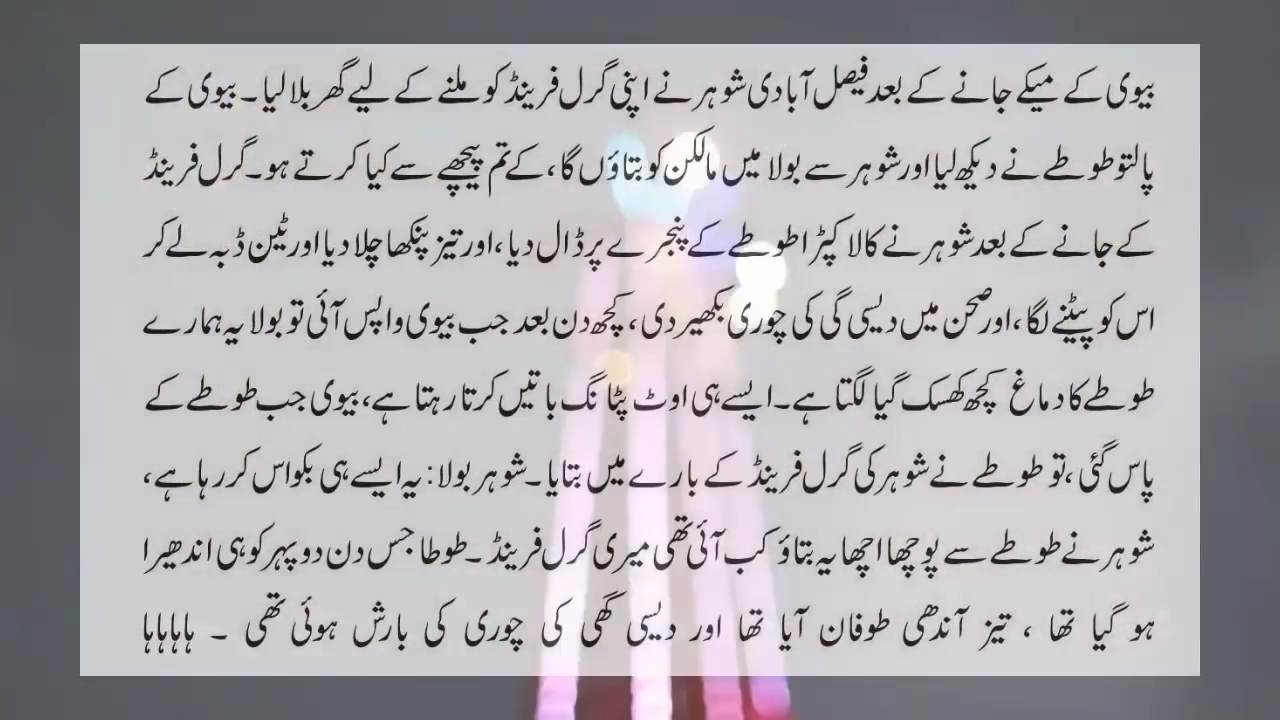 بیوی کے میکے جانے کے بعد فیصل آبادی شوہر نے اپنی گرل فرینڈ کو ملنے کے لیے گھر بلا لیا۔ بیوی کے
پالتو طوطے نے دیکھ لیا اور شوہر سے بولا میں مالکن کو بتاؤں گا، کے تم پیچھے سے کیا کرتے ہو۔ گرل فرینڈ
کے جانے کے بعد شوہر نے کالا کپڑا طوطے کے پنجرے پر ڈال دیا، اور تیز پنکھا چلا دیا اور ٹین ڈبہ لے کر
اس کو پیٹنے لگا، اور صحن میں دیسی گی کی چوری بکھیر دی، کچھ دن بعد جب بیوی واپس آئی تو بولا یہ ہمارے
طوطے کا دماغ کچھ کھسک گیا لگتا ہے۔ ایسے ہی اوٹ پٹانگ باتیں کرتا رہتا ہے، بیوی جب طوطے کے
پاس گئی، تو طوطے نے شوہر کی گرل فرینڈ کے بارے میں بتایا۔ شوہر بولا: یہ ایسے ہی بکواس کر رہا ہے،
شوہر نے طوطے سے پوچھا اچھا یہ بتاؤ کب آئی تھی میری گرل فرینڈ۔ طوطا جس دن دوپہر کو ہی اندھیرا
ہو گیا تھا ، تیز آندھی طوفان آیا تھا اور دیسی گھی کی چوری کی بارش ہوئی تھی ۔ ہاہاہاہا